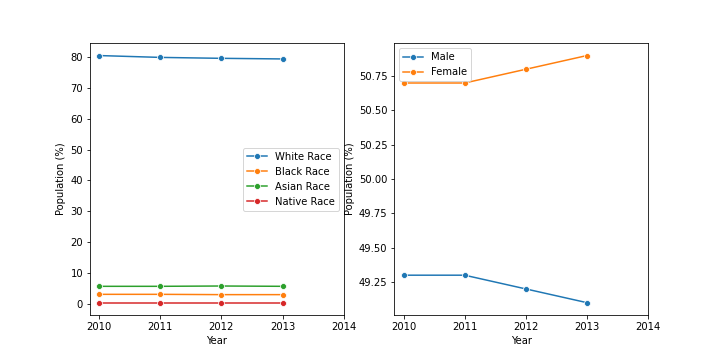 80
70
60
50
40
30
20
10
0
Population (%)
White Race
Black Race
Asian Race
Native Race
2010 2011 2012 2013 2014
Year
Male
Female
50.75
50.50
50.25
50.00
49.75
49.50
49.25
Population (%)
2010 2011 2012 2013 2014
Year